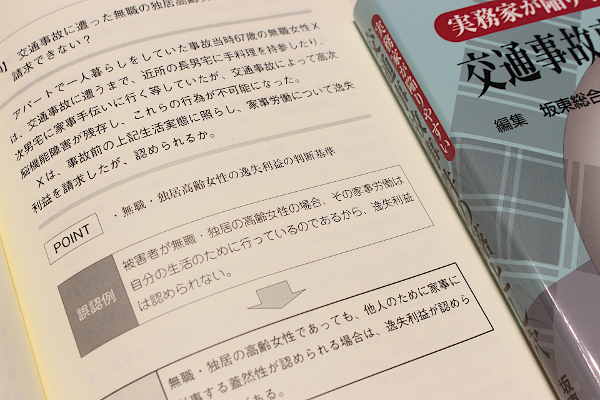 交通事故に遭った無職の独居高齢
請求できない?
アパートで一人暮らしをしていた事故当時67歳の無職女性X
は、交通事故に遭うまで、近所の長男宅に手料理を持参したり、
次男宅に家事手伝いに行く等していたが、交通事故によって高次
脳機能障害が残存し、これらの行為が不可能になった。
Xは、事故前の上記生活実態に照らし、家事労働について逸失
利益を請求したが、認められるか。
POINT
・無職・独居高齢女性の逸失利益の判断基準
誤認例
被害者が無職・独居の高齢女性の場合、その家事労働は
自分の生活のために行っているのであるから、逸失利益
は認められない。
無職・独居の高齢女性であっても、他人のために家事に
事する蓋然性が認められる場合は、逸失利益が認めら
がある。
実務家が陥り
交通事故
編集 坂東総合
実務家が陥りやすい
交通事故